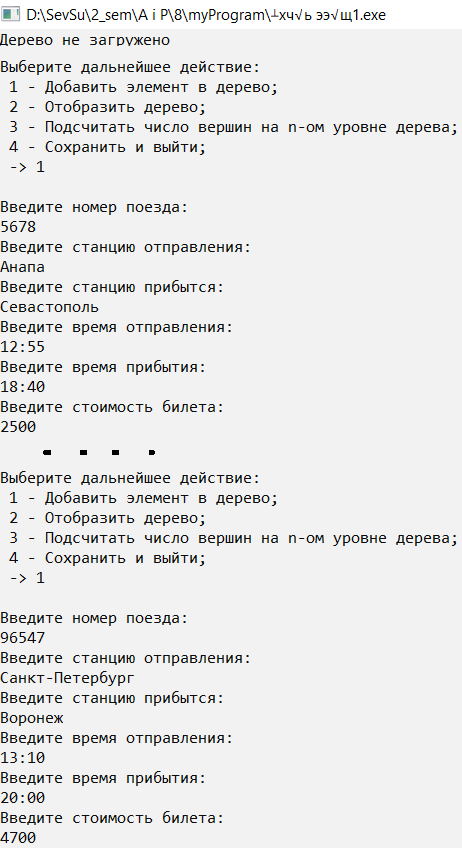 D:\SevSu\2_sem\A i P\8\myProgram\┴хч√ь ээ√щ1.exe
Дерево не загружено
Выберите дальнейшее действие:
1 - Добавить элемент в дерево;
2 - Отобразить дерево;
3 - Подсчитать число вершин на n-ом уровне дерева;
4 - Сохранить и выйти;
-> 1
Введите номер поезда:
5678
Введите станцию отправления:
Анапа
Введите станцию прибытся:
Севастополь
Введите время отправления:
12:55
Введите время прибытия:
18:40
Введите стоимость билета:
2500
. . . .
Выберите дальнейшее действие:
1 - Добавить элемент в дерево;
2 - Отобразить дерево;
3 - Подсчитать число вершин на n-ом уровне дерева;
4 - Сохранить и выйти;
-> 1
Введите номер поезда:
96547
Введите станцию отправления:
Санкт-Петербург
Введите станцию прибытся:
Воронеж
Введите время отправления:
13:10
Введите время прибытия:
20:00
Введите стоимость билета:
4700